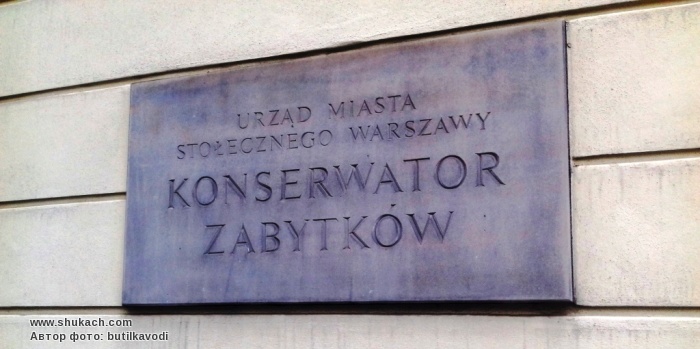 URZĄD MIASTA
STOŁECZNEGO WARSZAWY
KONSERWATOR
ZABYTKÓW
www.shukach.com
Автор фото: butilkavodi